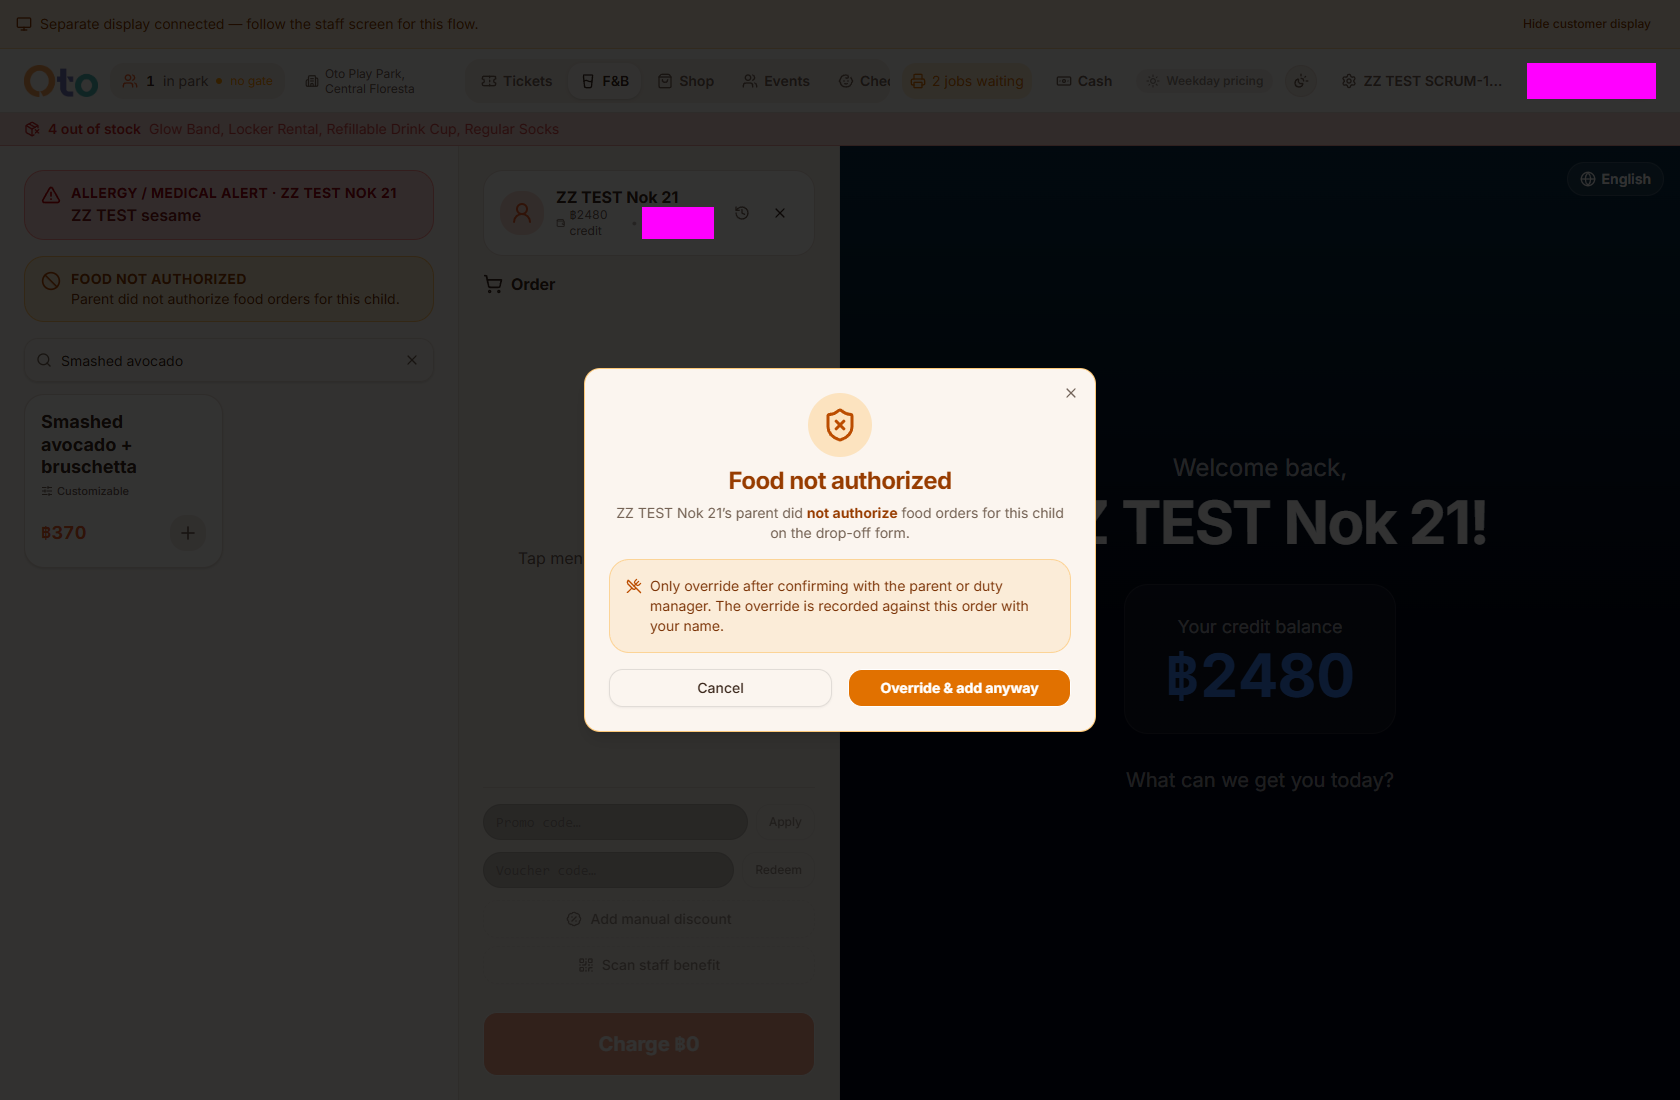 Separate display connected — follow the staff screen for this flow.
Hide customer display
Oto
1 in park • no gate
Oto Play Park,
Central Floresta
Tickets
F&B
Shop
Events
2 jobs waiting
Cash
Weekday pricing
ZZ TEST SCRUM-1...
4 out of stock Glow Band, Locker Rental, Refillable Drink Cup, Regular Socks
ALLERGY / MEDICAL ALERT · ZZ TEST NOK 21
ZZ TEST sesame
FOOD NOT AUTHORIZED
Parent did not authorize food orders for this child.
Smashed avocado
Smashed
avocado +
bruschetta
Customizable
฿370
ZZ TEST Nok 21
฿2480
credit
Order
Tap men
Promo code…
Apply
Voucher code…
Redeem
Add manual discount
Scan staff benefit
Charge ฿0
Food not authorized
ZZ TEST Nok 21's parent did not authorize food orders for this child
on the drop-off form.
Only override after confirming with the parent or duty
manager. The override is recorded against this order with
your name.
Cancel
Override & add anyway
English
Welcome back,
TEST Nok 21!
Your credit balance
฿2480
What can we get you today?